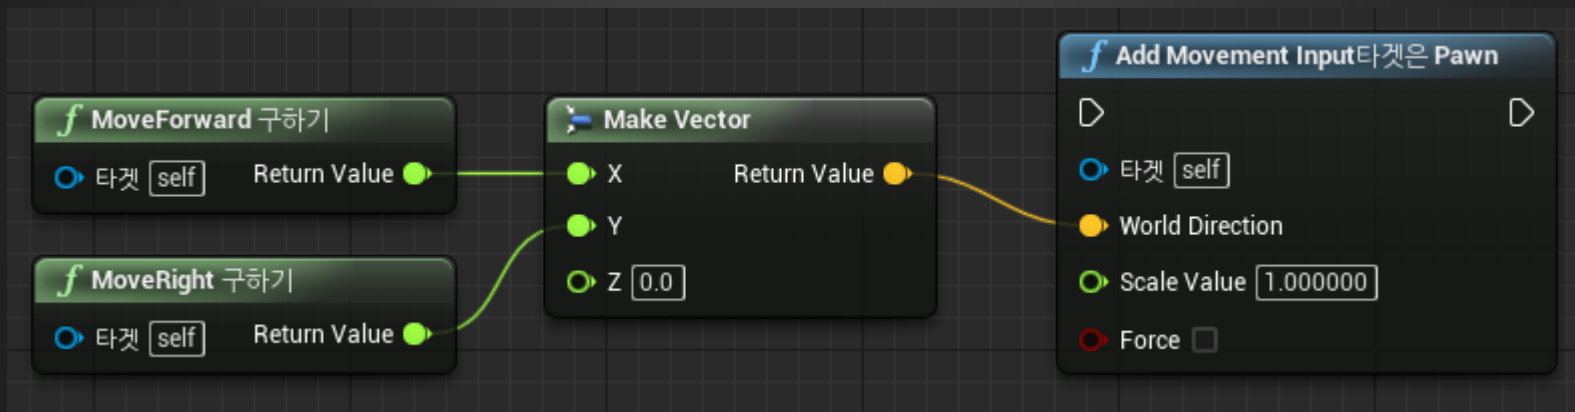 MoveForward 구하기
타겟 self Return Value
MoveRight 구하기
타겟 self Return Value
Make Vector
X Return Value
Y
Z 0.0
Add Movement Input타겟은 Pawn
타겟 self
World Direction
Scale Value 1.000000
Force